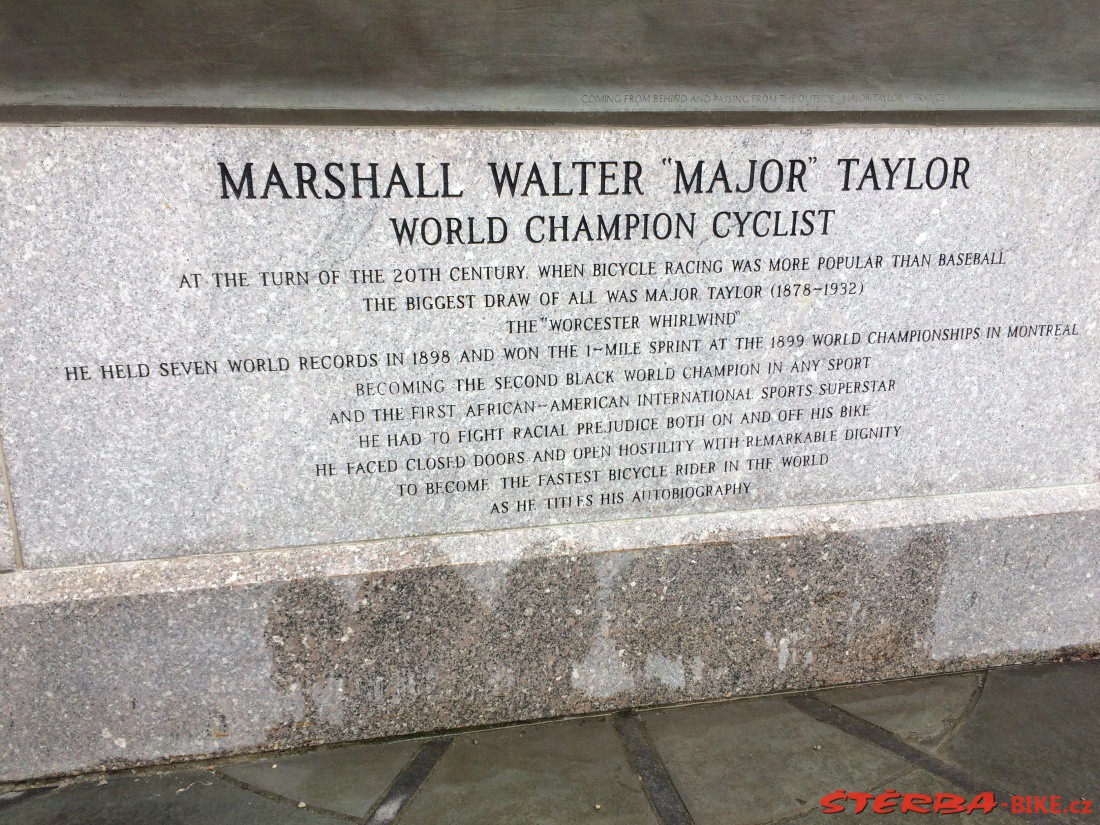 COMING FROM BEHIND AND PASSING FROM THE OUTSIDE MAJOR TAYLOR - FRANCE
MARSHALL WALTER "MAJOR" TAYLOR
WORLD CHAMPION CYCLIST
AT THE TURN OF THE 20TH CENTURY, WHEN BICYCLE RACING WAS MORE POPULAR THAN BASEBALL
THE BIGGEST DRAW OF ALL WAS MAJOR TAYLOR (1878~1932)
THE "WORCESTER WHIRLWIND"
HE HELD SEVEN WORLD RECORDS IN 1898 AND WON THE 1~MILE SPRINT AT THE 1899 WORLD CHAMPIONSHIPS IN MONTREAL
BECOMING THE SECOND BLACK WORLD CHAMPION IN ANY SPORT
AND THE FIRST AFRICAN~AMERICAN INTERNATIONAL SPORTS SUPERSTAR
HE HAD TO FIGHT RACIAL PREJUDICE BOTH ON AND OFF HIS BIKE
HE FACED CLOSED DOORS AND OPEN HOSTILITY WITH REMARKABLE DIGNITY
TO BECOME THE FASTEST BICYCLE RIDER IN THE WORLD
AS HE TITLES HIS AUTOBIOGRAPHY
ŠTĚRBA-BIKE.cz